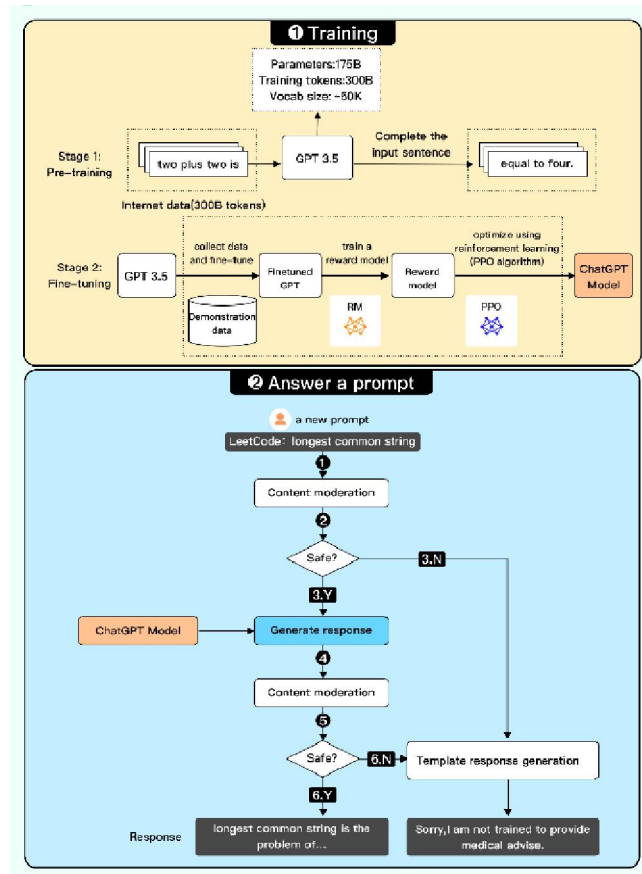 ❶ Training
Parameters:175B
Training tokens:300B
Vocab size: ~50K
Stage 1:
Pre-training
two plus two is
GPT 3.5
Complete the
input sentence
equal to four.
Internet data(300B tokens)
Stage 2:
Fine-tuning
GPT 3.5
collect data
and fine-tune
Demonstration
data
Finetuned
GPT
train a
reward model
RM
Reward
model
optimize using
reinforcement learning
(PPO algorithm)
PPO
ChatGPT
Model
❷ Answer a prompt
a new prompt
LeetCode: longest common string
1
Content moderation
2
Safe?
3.N
3.Y
ChatGPT Model
Generate response
4
Content moderation
5
Safe?
6.N
Template response generation
6.Y
Response
longest common string is the
problem of...
Sorry,I am not trained to provide
medical advise.